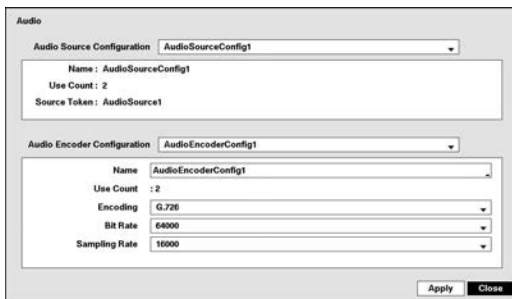 Audio
Audio Source Configuration AudioSourceConfig1
Name : AudioSourceConfig1
Use Count : 2
Source Token : AudioSource1
Audio Encoder Configuration AudioEncoderConfig1
Name AudioEncoderConfig1
Use Count : 2
Encoding G.726
Bit Rate 64000
Sampling Rate 16000
Apply Close